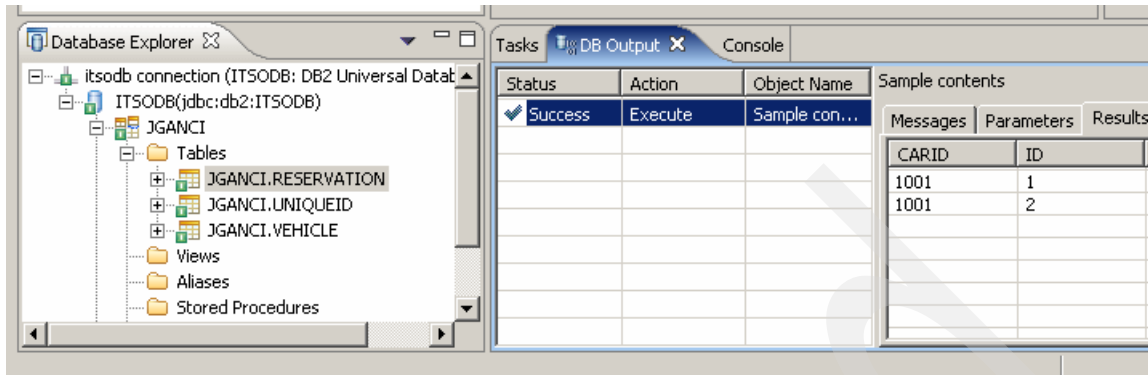 Database Explorer
itsodb connection (ITSODB: DB2 Universal Datab
ITSODB(jdbc:db2:ITSODB)
JGANCI
Tables
JGANCI.RESERVATION
JGANCI.UNIQUEID
JGANCI.VEHICLE
Views
Aliases
Stored Procedures
Tasks DB Output Console
Status Action Object Name
Success Execute Sample con...
Sample contents
Messages Parameters Results
CARID ID
1001 1
1001 2